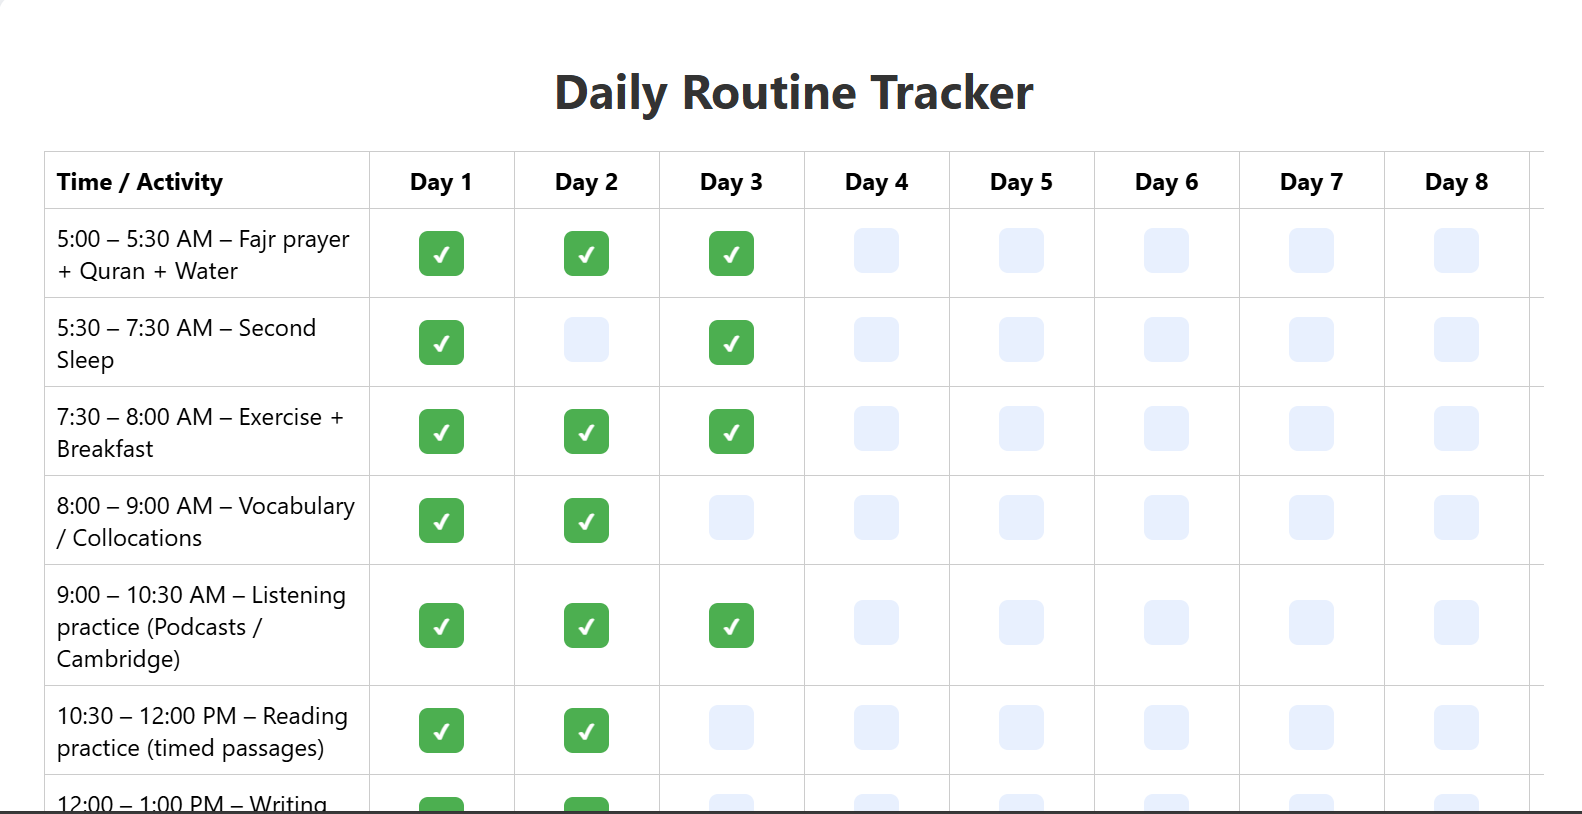 Daily Routine Tracker
Time / Activity Day 1 Day 2 Day 3 Day 4 Day 5 Day 6 Day 7 Day 8
5:00 – 5:30 AM – Fajr prayer
+ Quran + Water
5:30 – 7:30 AM – Second
Sleep
7:30 – 8:00 AM – Exercise +
Breakfast
8:00 – 9:00 AM – Vocabulary
/ Collocations
9:00 – 10:30 AM – Listening
practice (Podcasts /
Cambridge)
10:30 – 12:00 PM – Reading
practice (timed passages)
12:00 – 1:00 PM – Writing